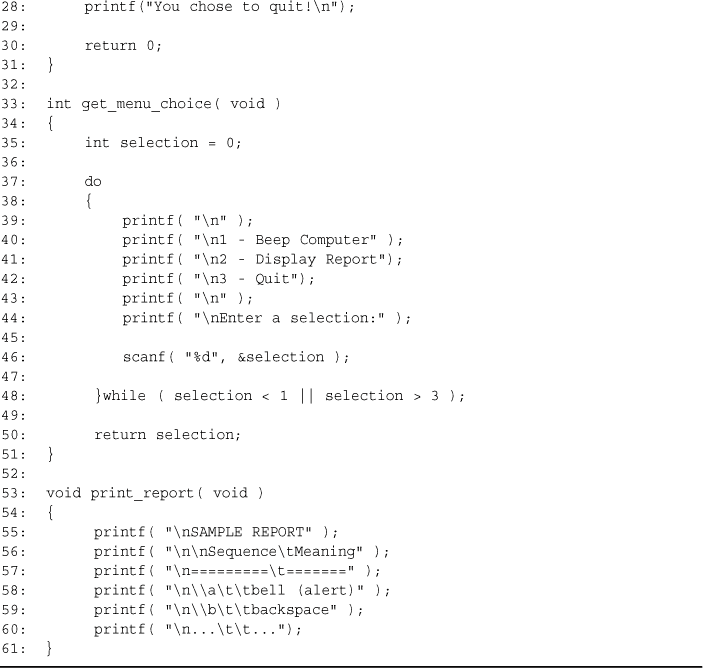 28:      printf("You chose to quit!\n");
29:
30:      return 0;
31:  }
32:
33:  int get_menu_choice( void )
34:  {
35:      int selection = 0;
36:
37:      do
38:      {
39:          printf( "\n" );
40:          printf( "\n1 - Beep Computer" );
41:          printf( "\n2 - Display Report");
42:          printf( "\n3 - Quit");
43:          printf( "\n" );
44:          printf( "\nEnter a selection:" );
45:
46:          scanf( "%d", &selection );
47:
48:       }while ( selection < 1 || selection > 3 );
49:
50:       return selection;
51:  }
52:
53:  void print_report( void )
54:  {
55:       printf( "\nSAMPLE REPORT" );
56:       printf( "\n\nSequence\tMeaning" );
57:       printf( "\n=========\t=======" );
58:       printf( "\n\\a\t\tbell (alert)" );
59:       printf( "\n\\b\t\tbackspace" );
60:       printf( "\n...\t\t...");
61:  }